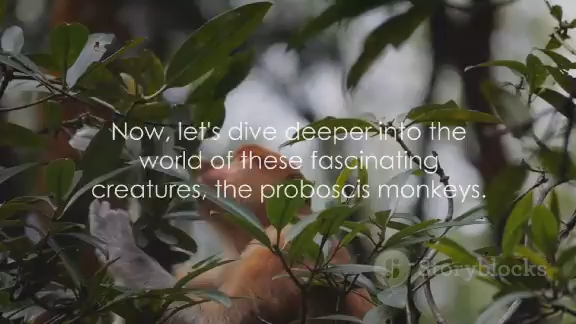 Now, let's dive deeper into the
world of these fascinating
creatures, the proboscis monkeys.
Storyblocks